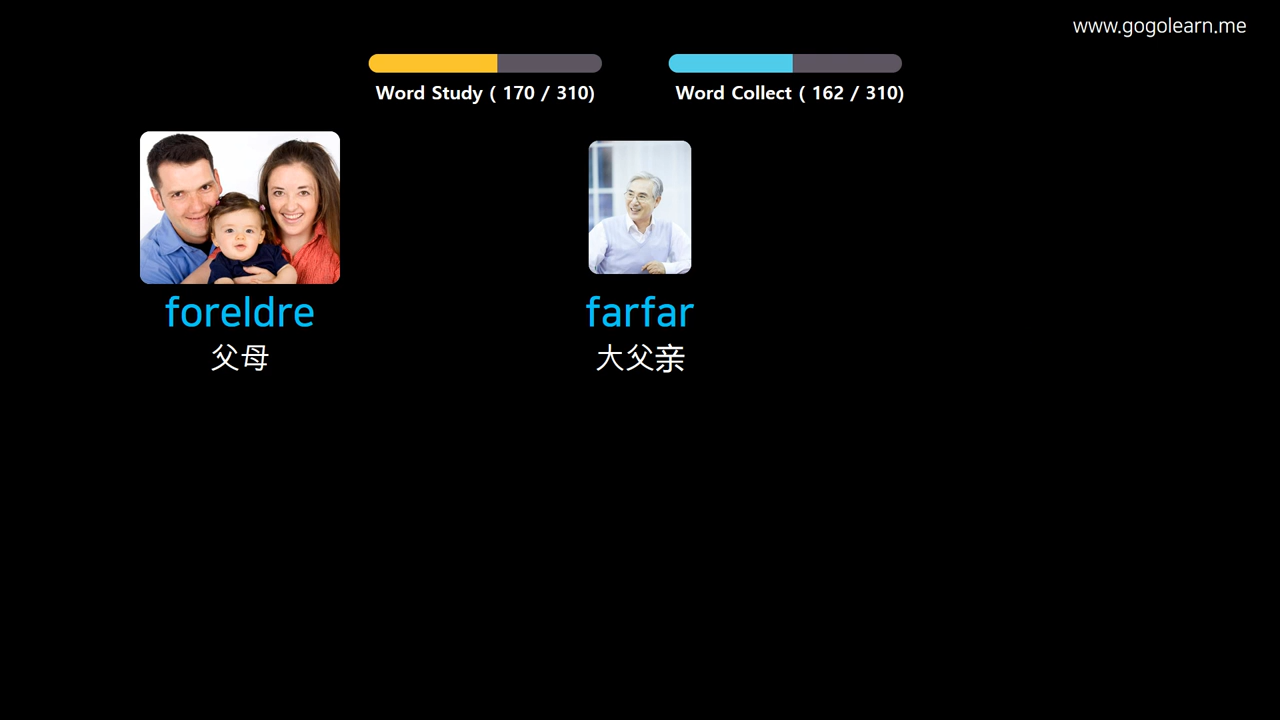 www.gogolearn.me
Word Study ( 170 / 310)
Word Collect ( 162 / 310)
foreldre
父母
farfar
大父亲